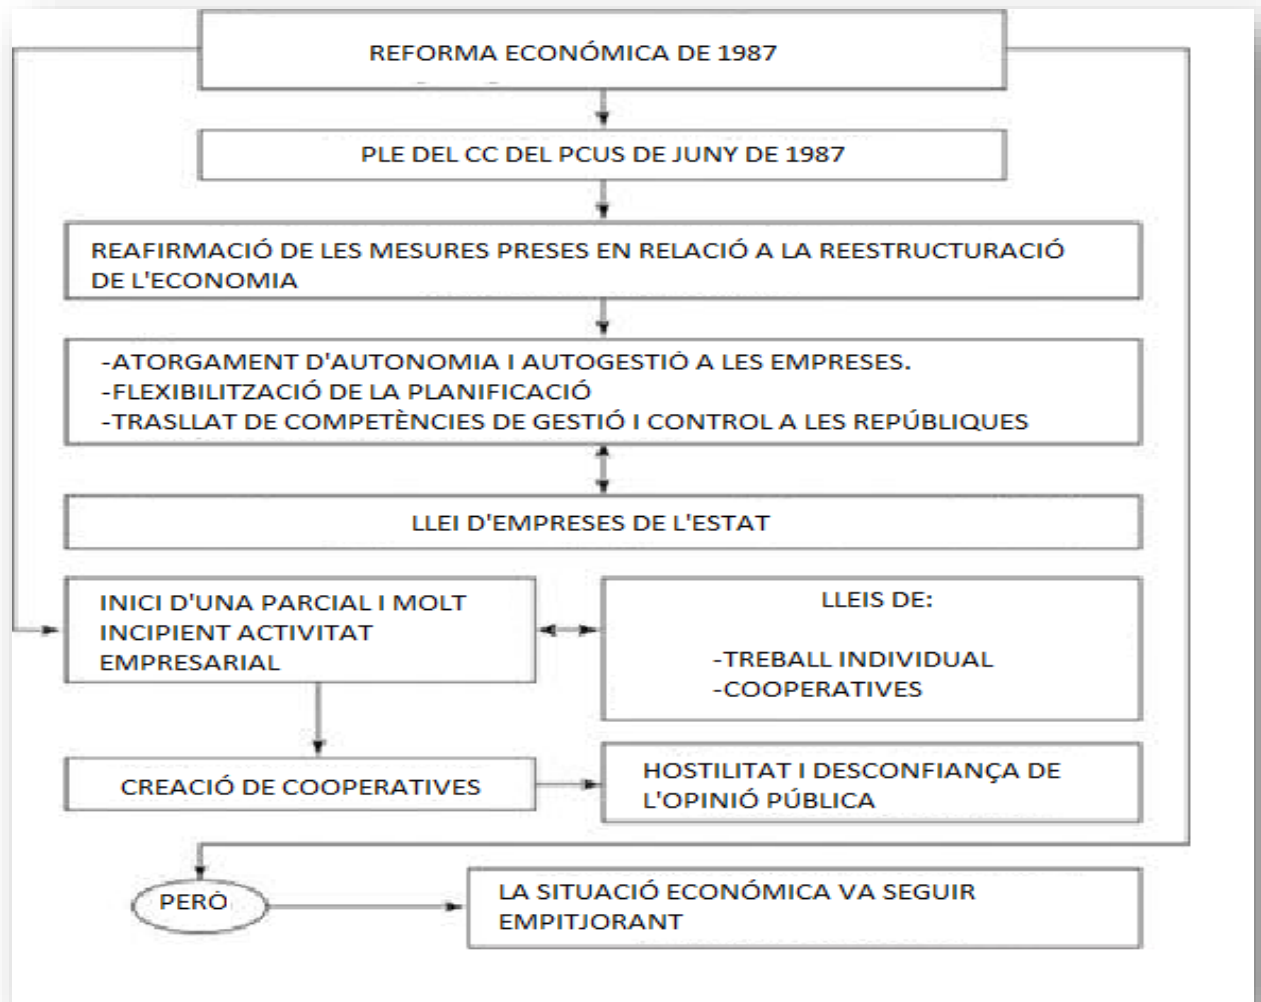 REFORMA ECONÓMICA DE 1987
PLE DEL CC DEL PCUS DE JUNY DE 1987
REAFIRMACIÓ DE LES MESURES PRESES EN RELACIÓ A LA REESTRUCTURACIÓ
DE L'ECONOMIA
-ATORGAMENT D'AUTONOMIA I AUTOGESTIÓ A LES EMPRESES.
-FLEXIBILITZACIÓ DE LA PLANIFICACIÓ
-TRASLLAT DE COMPETÈNCIES DE GESTIÓ I CONTROL A LES REPÚBLIQUES
LLEI D'EMPRESES DE L'ESTAT
INICI D'UNA PARCIAL I MOLT
INCIPIENT ACTIVITAT
EMPRESARIAL
LLEIS DE:
-TREBALL INDIVIDUAL
-COOPERATIVES
CREACIÓ DE COOPERATIVES
HOSTILITAT I DESCONFIANÇA DE
L'OPINIÓ PÚBLICA
PERÒ
LA SITUACIÓ ECONÓMICA VA SEGUIR
EMPITJORANT